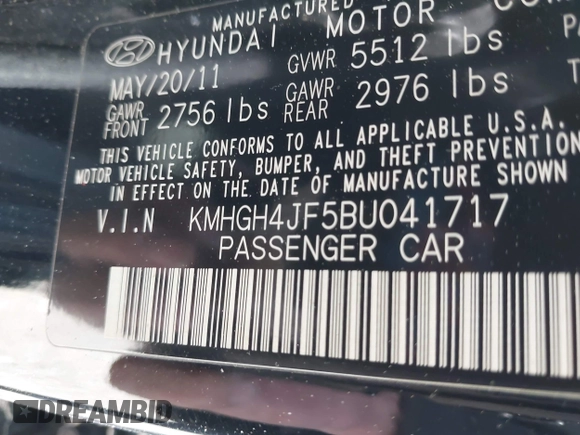 MANUFACTURED
HYUNDAI MOTOR
MAY/20/11 GVWR 5512 lbs
GAWR FRONT 2756 lbs GAWR REAR 2976 lbs
THIS VEHICLE CONFORMS TO ALL APPLICABLE U.S.A.
MOTOR VEHICLE SAFETY, BUMPER, AND THEFT PREVENTION
IN EFFECT ON THE DATE OF MANUFACTURE SHOWN
V.I.N KMHGH4JF5BU041717
PASSENGER CAR
DREAMBID